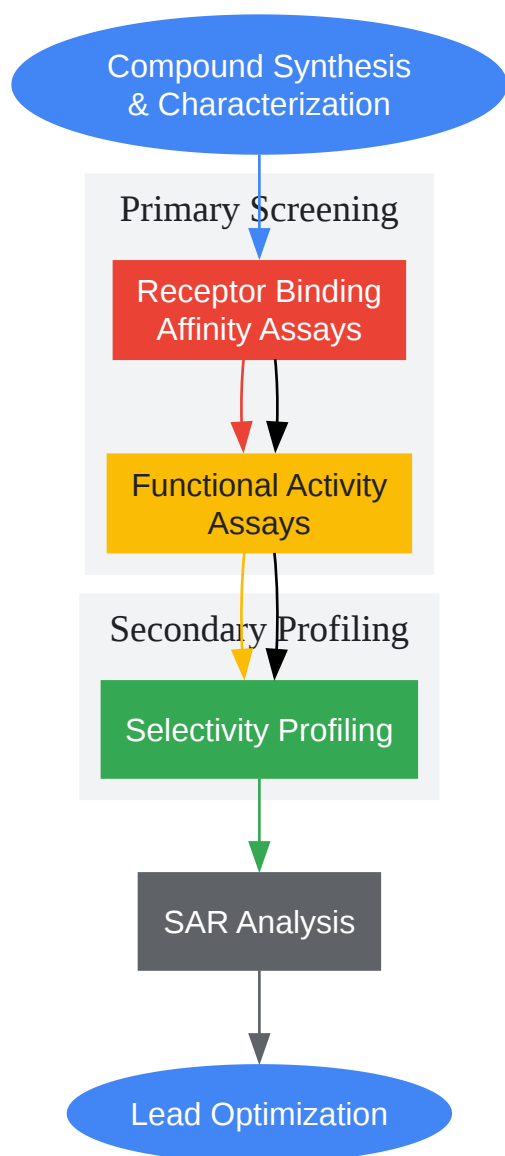 Compound Synthesis
& Characterization
Primary Screening
Receptor Binding
Affinity Assays
Functional Activity
Assays
Secondary Profiling
Selectivity Profiling
SAR Analysis
Lead Optimization